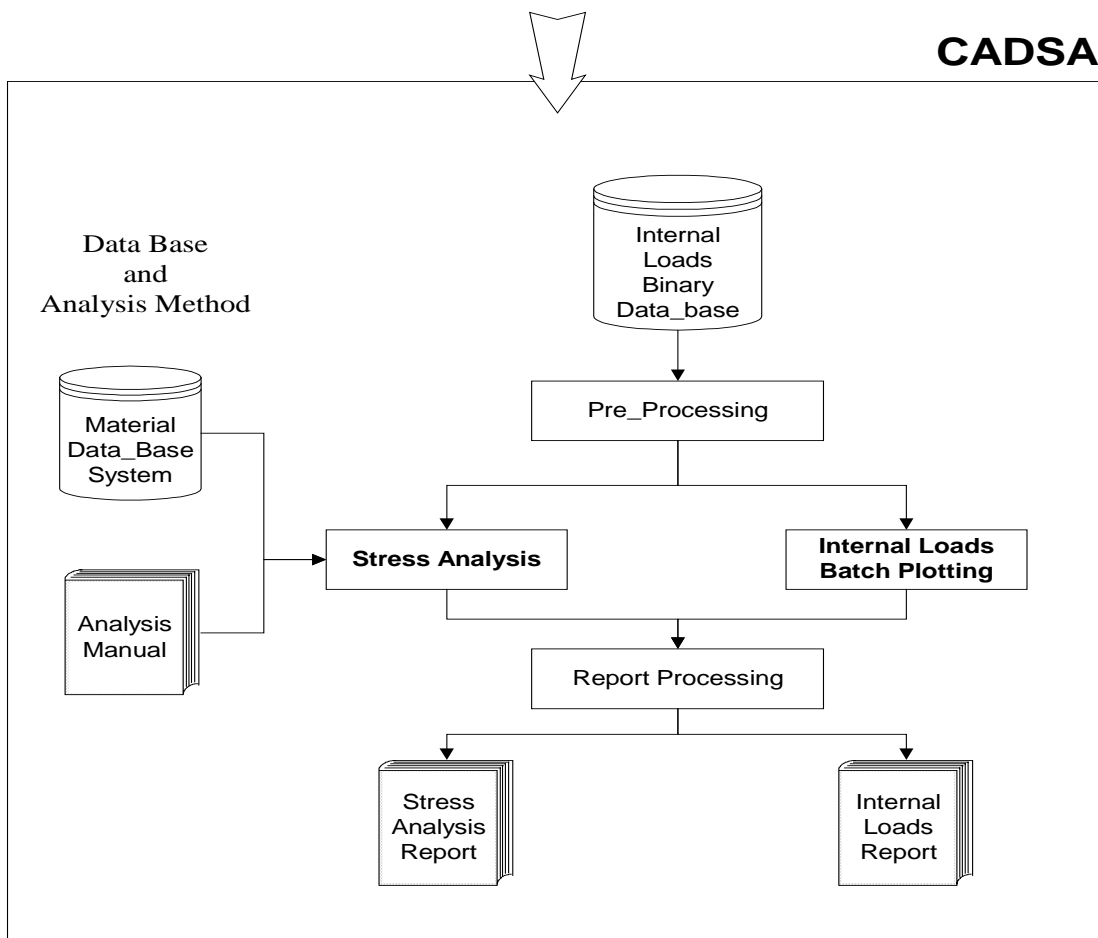 CADSA
Internal
Loads
Binary
Data_base
Data Base
and
Analysis Method
Material
Data_Base
System
Pre_Processing
Stress Analysis
Internal Loads
Batch Plotting
Analysis
Manual
Report Processing
Stress
Analysis
Report
Internal
Loads
Report